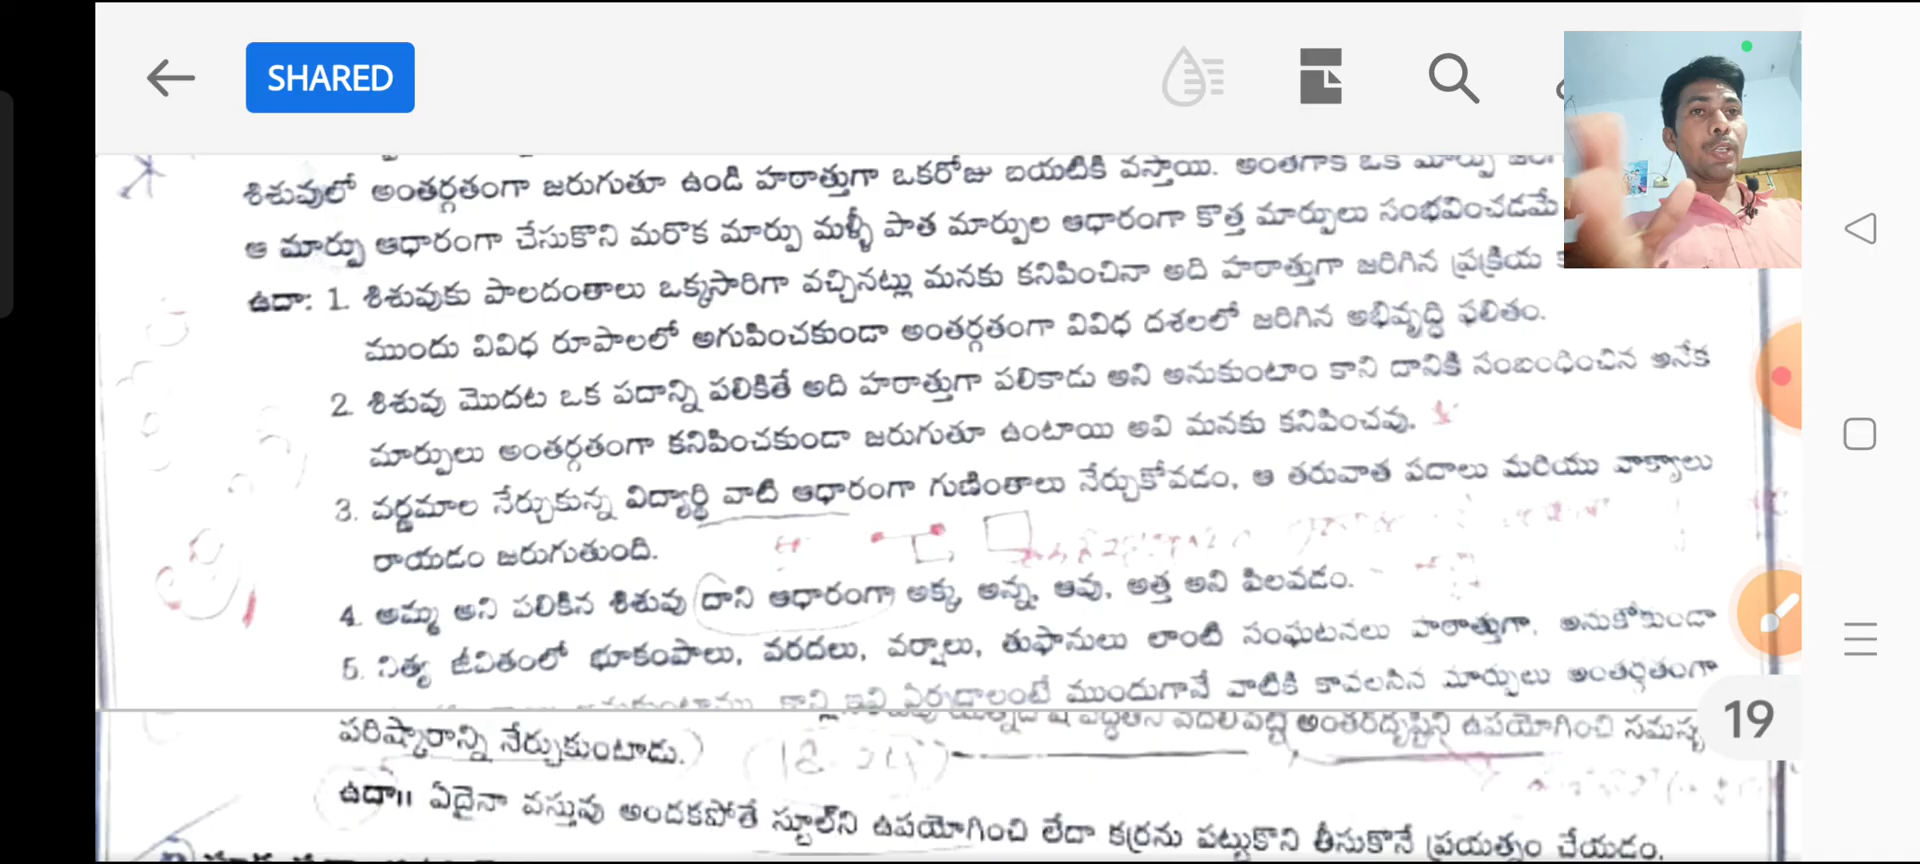 SHARED
శిశువులో అంతర్గతంగా జరుగుతూ ఉండి హఠాత్తుగా ఒకరోజు బయటికి వస్తాయి. అంతేగాక ఒక మార్పు
ఆ మార్పు ఆధారంగా చేసుకొని మరొక మార్పు మళ్ళీ పాత మార్పుల ఆధారంగా కొత్త మార్పులు సంభవించడమే
ఉదా: 1. శిశువుకు పాలదంతాలు ఒక్కసారిగా వచ్చినట్లు మనకు కనిపించినా అది హఠాత్తుగా జరిగిన ప్రక్రియ
ముందు వివిధ రూపాలలో అగుపించకుండా అంతర్గతంగా వివిధ దశలలో జరిగిన అభివృద్ధి ఫలితం.
2. శిశువు మొదట ఒక పదాన్ని పలికితే అది హఠాత్తుగా పలికాడు అని అనుకుంటాం కాని దానికి సంబంధించిన అనేక
మార్పులు అంతర్గతంగా కనిపించకుండా జరుగుతూ ఉంటాయి అవి మనకు కనిపించవు.
3. వర్ణమాల నేర్చుకున్న విద్యార్థి వాటి ఆధారంగా గుణింతాలు నేర్చుకోవడం, ఆ తరువాత పదాలు మరియు వాక్యాలు
రాయడం జరుగుతుంది.
4. అమ్మ అని పలికిన శిశువు దాని ఆధారంగా అక్క అన్న, ఆవు, అత్త అని పిలవడం.
5. నిత్య జీవితంలో భూకంపాలు, వరదలు, వర్షాలు, తుఫానులు లాంటి సంఘటనలు హఠాత్తుగా, అనుకోకుండా
కాన్ని ఇవి ఏర్పడాలంటే ముందుగానే వాటికి కావలసిన మార్పులు అంతర్గతంగా
వదిలిపెట్టి అంతరదృష్టిని ఉపయోగించి సమస్య
19
పరిష్కారాన్ని నేర్చుకుంటాడు.
ఉదా॥ ఏదైనా వస్తువు అందకపోతే స్టూల్‌ని ఉపయోగించి లేదా కర్రను పట్టుకొని తీసుకొనే ప్రయత్నం చేయడం.